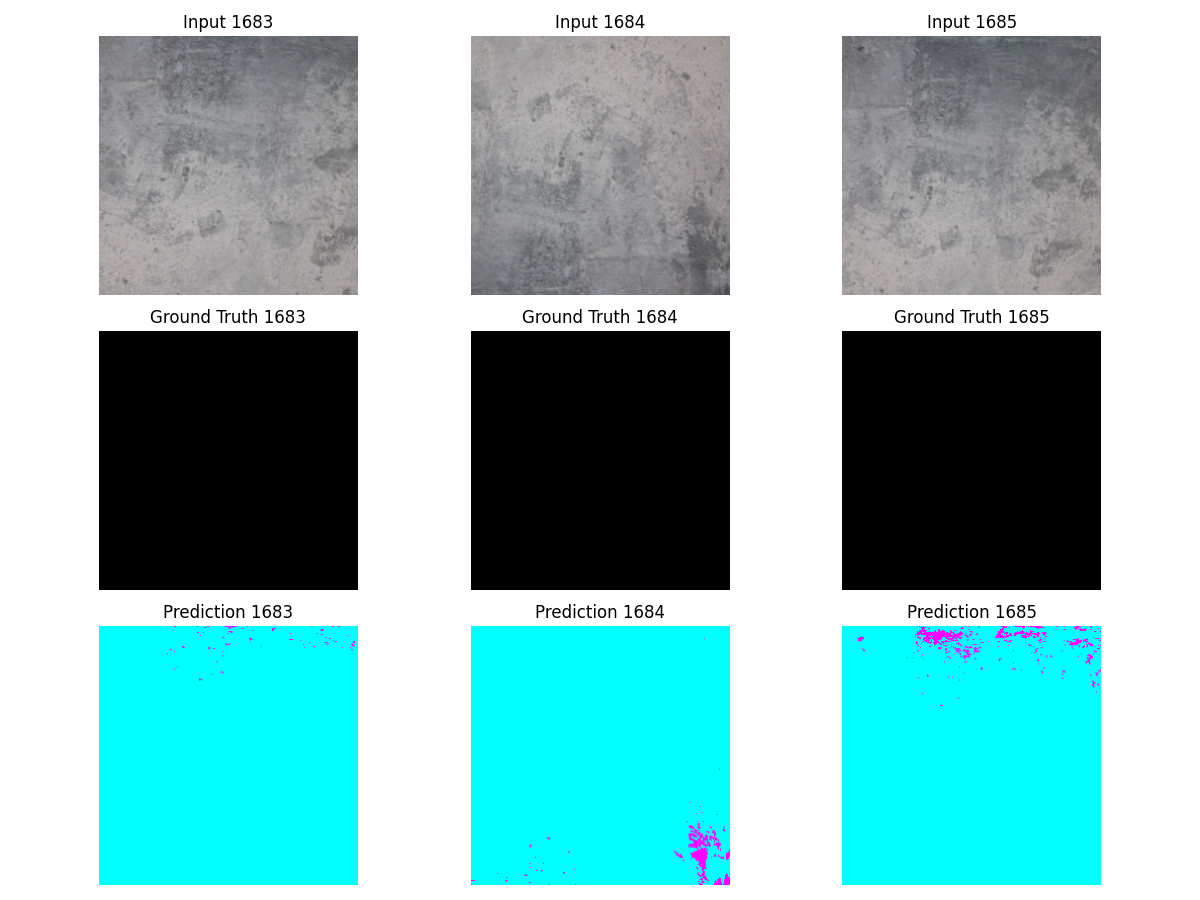 Input 1683
Input 1684
Input 1685
Ground Truth 1683
Ground Truth 1684
Ground Truth 1685
Prediction 1683
Prediction 1684
Prediction 1685